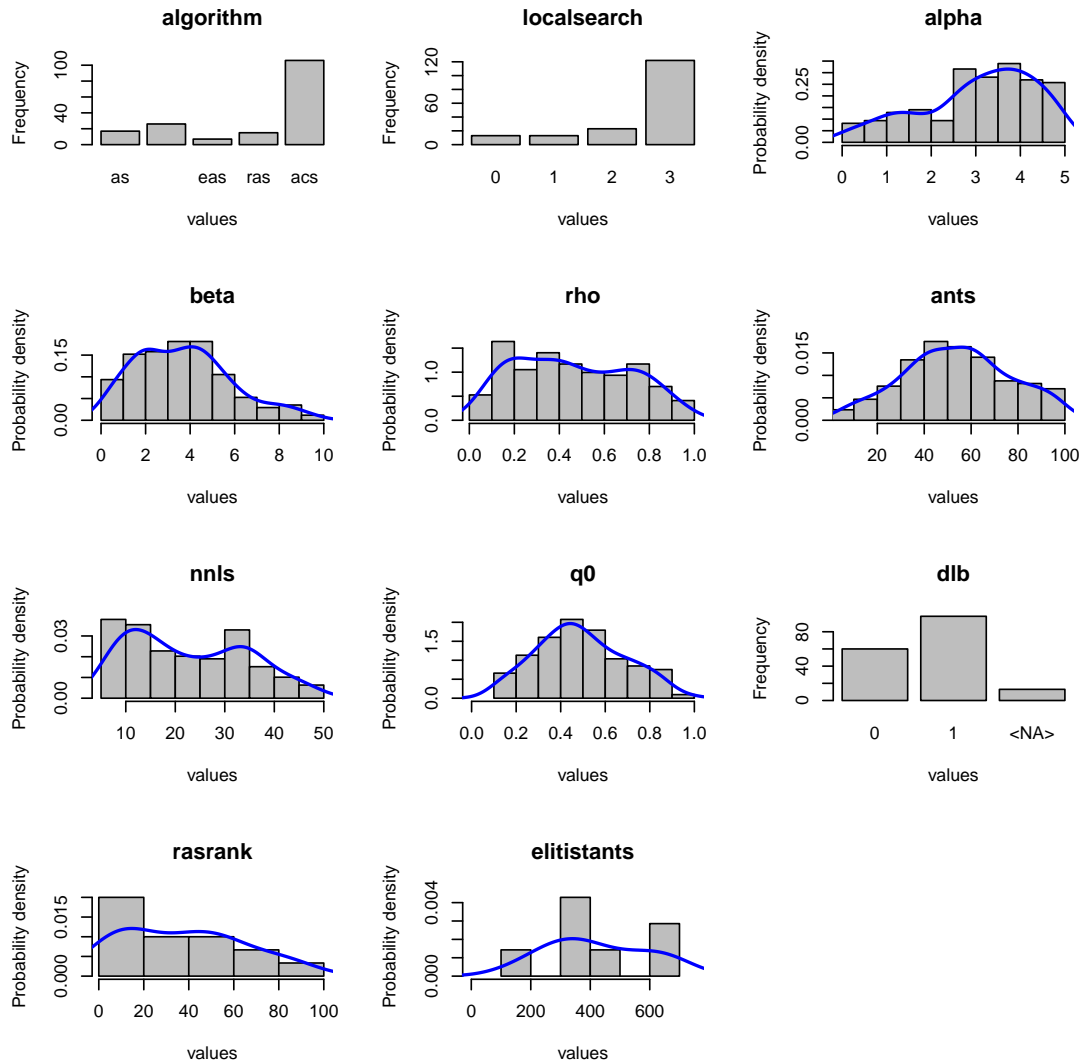 algorithm
Frequency
0 40 100
as eas ras acs
values
localsearch
Frequency
0 60 120
0 1 2 3
values
alpha
Probability density
0.00 0.25
0 1 2 3 4 5
values
beta
Probability density
0.00 0.15
0 2 4 6 8 10
values
rho
Probability density
0.0 1.0
0.0 0.2 0.4 0.6 0.8 1.0
values
ants
Probability density
0.000 0.015
20 40 60 80 100
values
nnls
Probability density
0.00 0.03
10 20 30 40 50
values
q0
Probability density
0.0 1.5
0.0 0.2 0.4 0.6 0.8 1.0
values
dlb
Frequency
0 40 80
0 1 <NA>
values
rasrank
Probability density
0.000 0.015
0 20 40 60 80 100
values
elitistants
Probability density
0.000 0.004
0 200 400 600
values